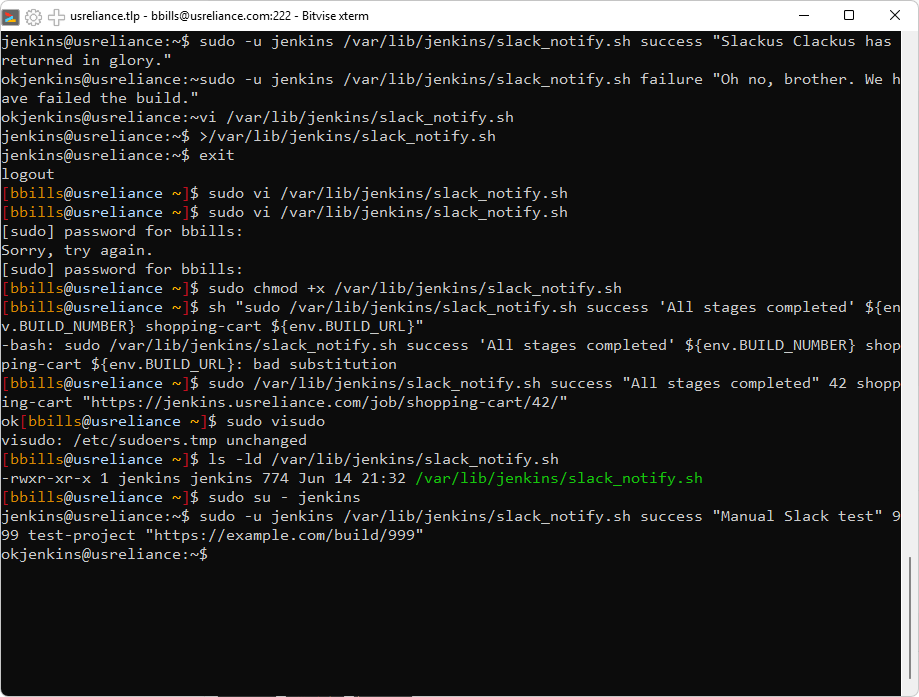 usreliance.tlp - bbills@usreliance.com:222 - Bitvise xterm
jenkins@usreliance:~$ sudo -u jenkins /var/lib/jenkins/slack_notify.sh success "Slackus Clackus has
returned in glory."
okjenkins@usreliance:~sudo -u jenkins /var/lib/jenkins/slack_notify.sh failure "Oh no, brother. We h
ave failed the build."
okjenkins@usreliance:~vi /var/lib/jenkins/slack_notify.sh
jenkins@usreliance:~$ >/var/lib/jenkins/slack_notify.sh
jenkins@usreliance:~$ exit
logout
[bbills@usreliance ~]$ sudo vi /var/lib/jenkins/slack_notify.sh
[bbills@usreliance ~]$ sudo vi /var/lib/jenkins/slack_notify.sh
[sudo] password for bbills:
Sorry, try again.
[sudo] password for bbills:
[bbills@usreliance ~]$ sudo chmod +x /var/lib/jenkins/slack_notify.sh
[bbills@usreliance ~]$ sh "sudo /var/lib/jenkins/slack_notify.sh success 'All stages completed' ${en
v.BUILD_NUMBER} shopping-cart ${env.BUILD_URL}"
-bash: sudo /var/lib/jenkins/slack_notify.sh success 'All stages completed' ${env.BUILD_NUMBER} shop
ping-cart ${env.BUILD_URL}: bad substitution
[bbills@usreliance ~]$ sudo /var/lib/jenkins/slack_notify.sh success "All stages completed" 42 shopp
ing-cart "https://jenkins.usreliance.com/job/shopping-cart/42/"
ok[bbills@usreliance ~]$ sudo visudo
visudo: /etc/sudoers.tmp unchanged
[bbills@usreliance ~]$ ls -ld /var/lib/jenkins/slack_notify.sh
-rwxr-xr-x 1 jenkins jenkins 774 Jun 14 21:32 /var/lib/jenkins/slack_notify.sh
[bbills@usreliance ~]$ sudo su - jenkins
jenkins@usreliance:~$ sudo -u jenkins /var/lib/jenkins/slack_notify.sh success "Manual Slack test" 9
99 test-project "https://example.com/build/999"
okjenkins@usreliance:~$